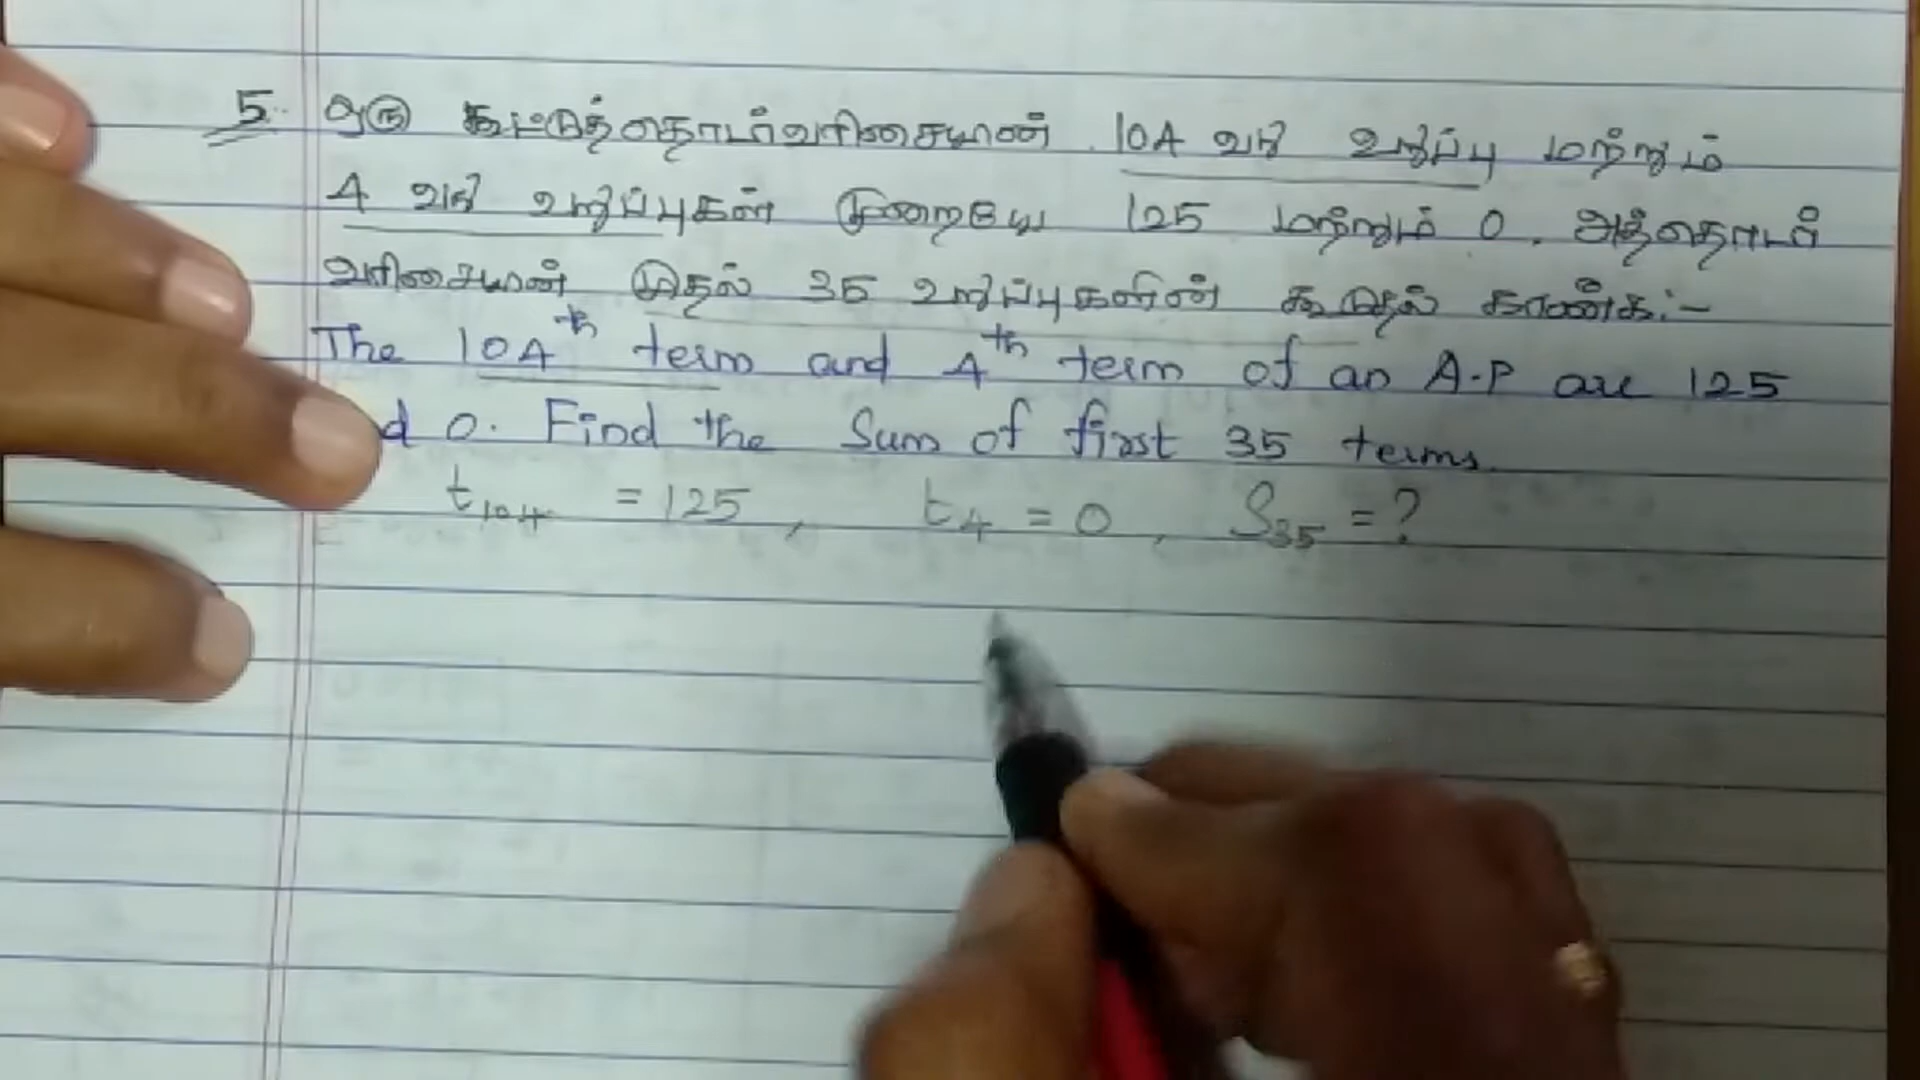 5. ஒரு கூட்டுத்தொடர்வரிசையின் 104 வது உறுப்பு மற்றும்
4 வது உறுப்புகள் முறையே 125 மற்றும் 0. அத்தொடர்
வரிசையின் முதல் 35 உறுப்புகளின் கூடுதல் காண்க:-
The 104th term and 4th term of an A.P are 125
d 0. Find the Sum of first 35 terms.
t104 = 125, t4 = 0, S35 = ?